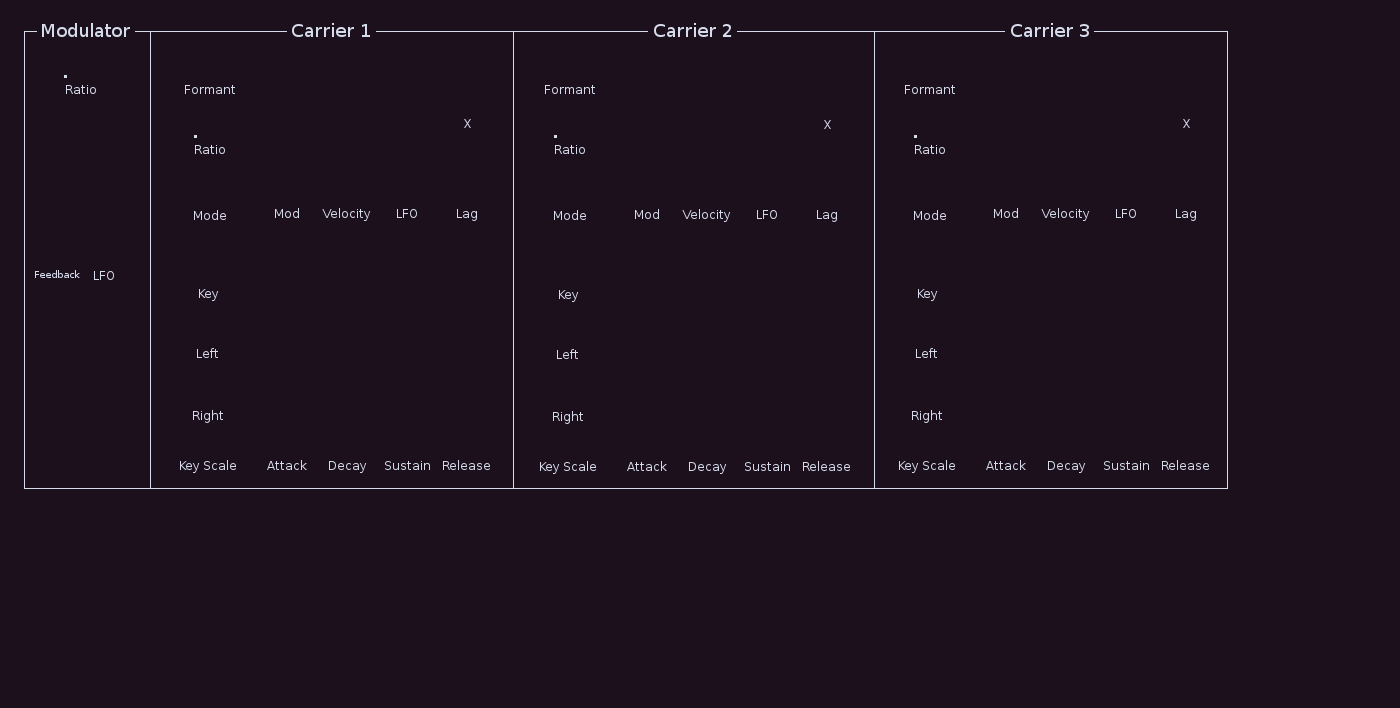 Modulator Carrier 1 Carrier 2 Carrier 3
Ratio Formant Formant Formant
X X X
Ratio Ratio Ratio
Mode Mod Velocity LFO Lag Mode Mod Velocity LFO Lag Mode Mod Velocity LFO Lag
Feedback LFO
Key Key Key
Left Left Left
Right Right Right
Key Scale Attack Decay Sustain Release Key Scale Attack Decay Sustain Release Key Scale Attack Decay Sustain Release